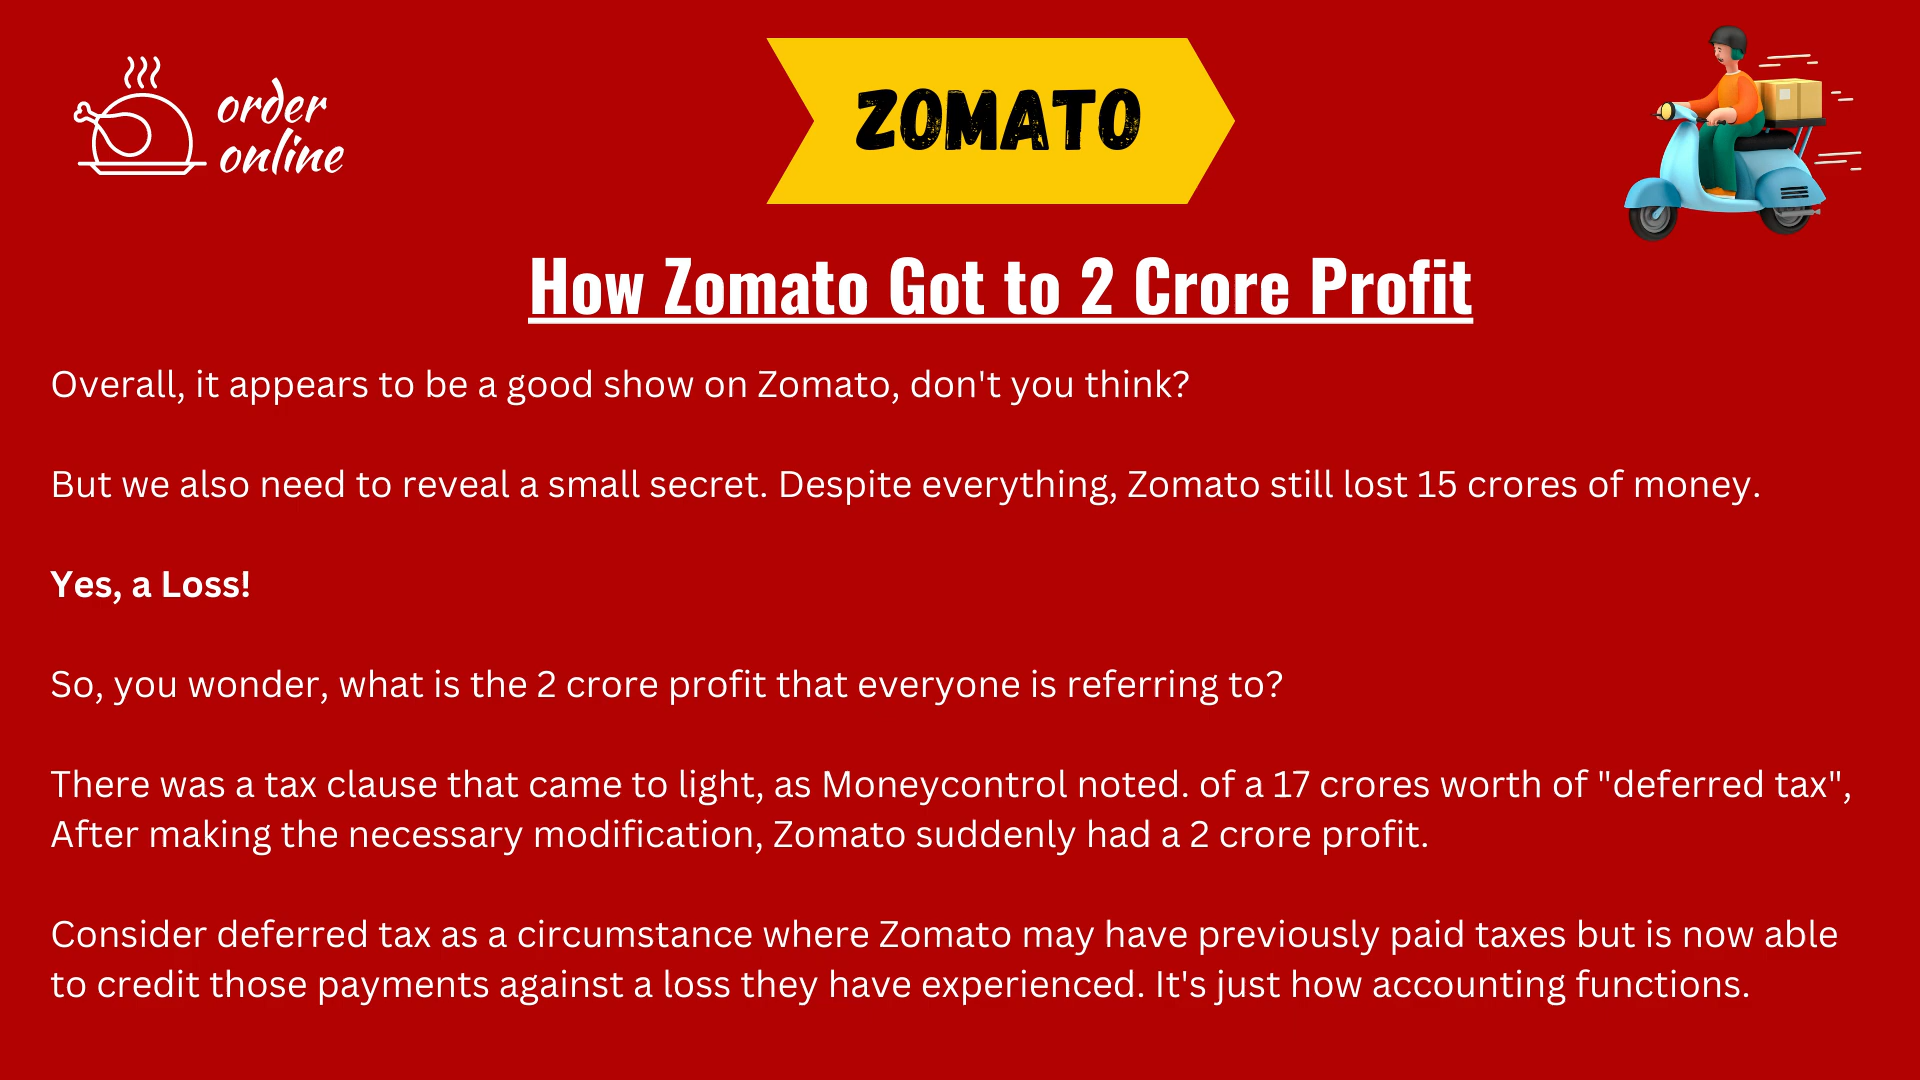 order
online
ZOMATO
How Zomato Got to 2 Crore Profit
Overall, it appears to be a good show on Zomato, don't you think?
But we also need to reveal a small secret. Despite everything, Zomato still lost 15 crores of money.
Yes, a Loss!
So, you wonder, what is the 2 crore profit that everyone is referring to?
There was a tax clause that came to light, as Moneycontrol noted. of a 17 crores worth of "deferred tax",
After making the necessary modification, Zomato suddenly had a 2 crore profit.
Consider deferred tax as a circumstance where Zomato may have previously paid taxes but is now able
to credit those payments against a loss they have experienced. It's just how accounting functions.